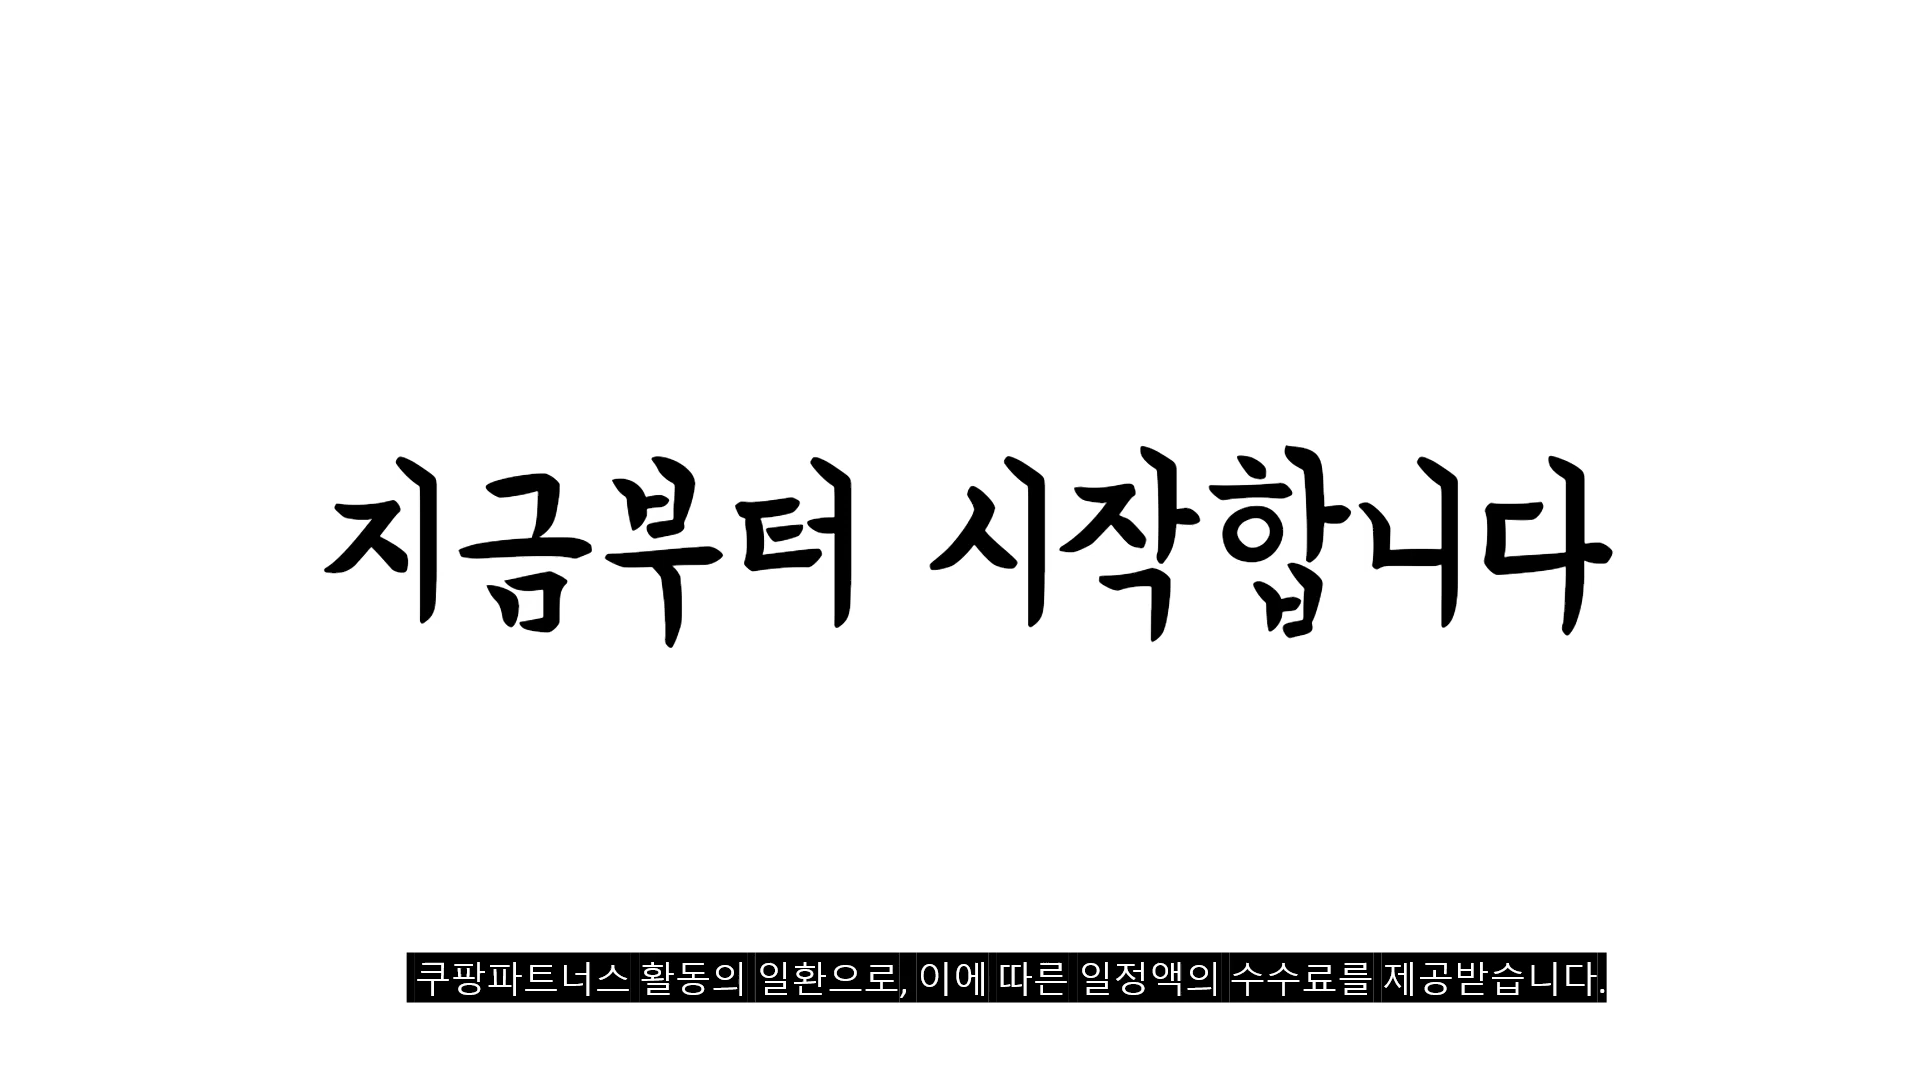 지금부터 시작합니다
쿠팡파트너스 활동의 일환으로, 이에 따른 일정액의 수수료를 제공받습니다.